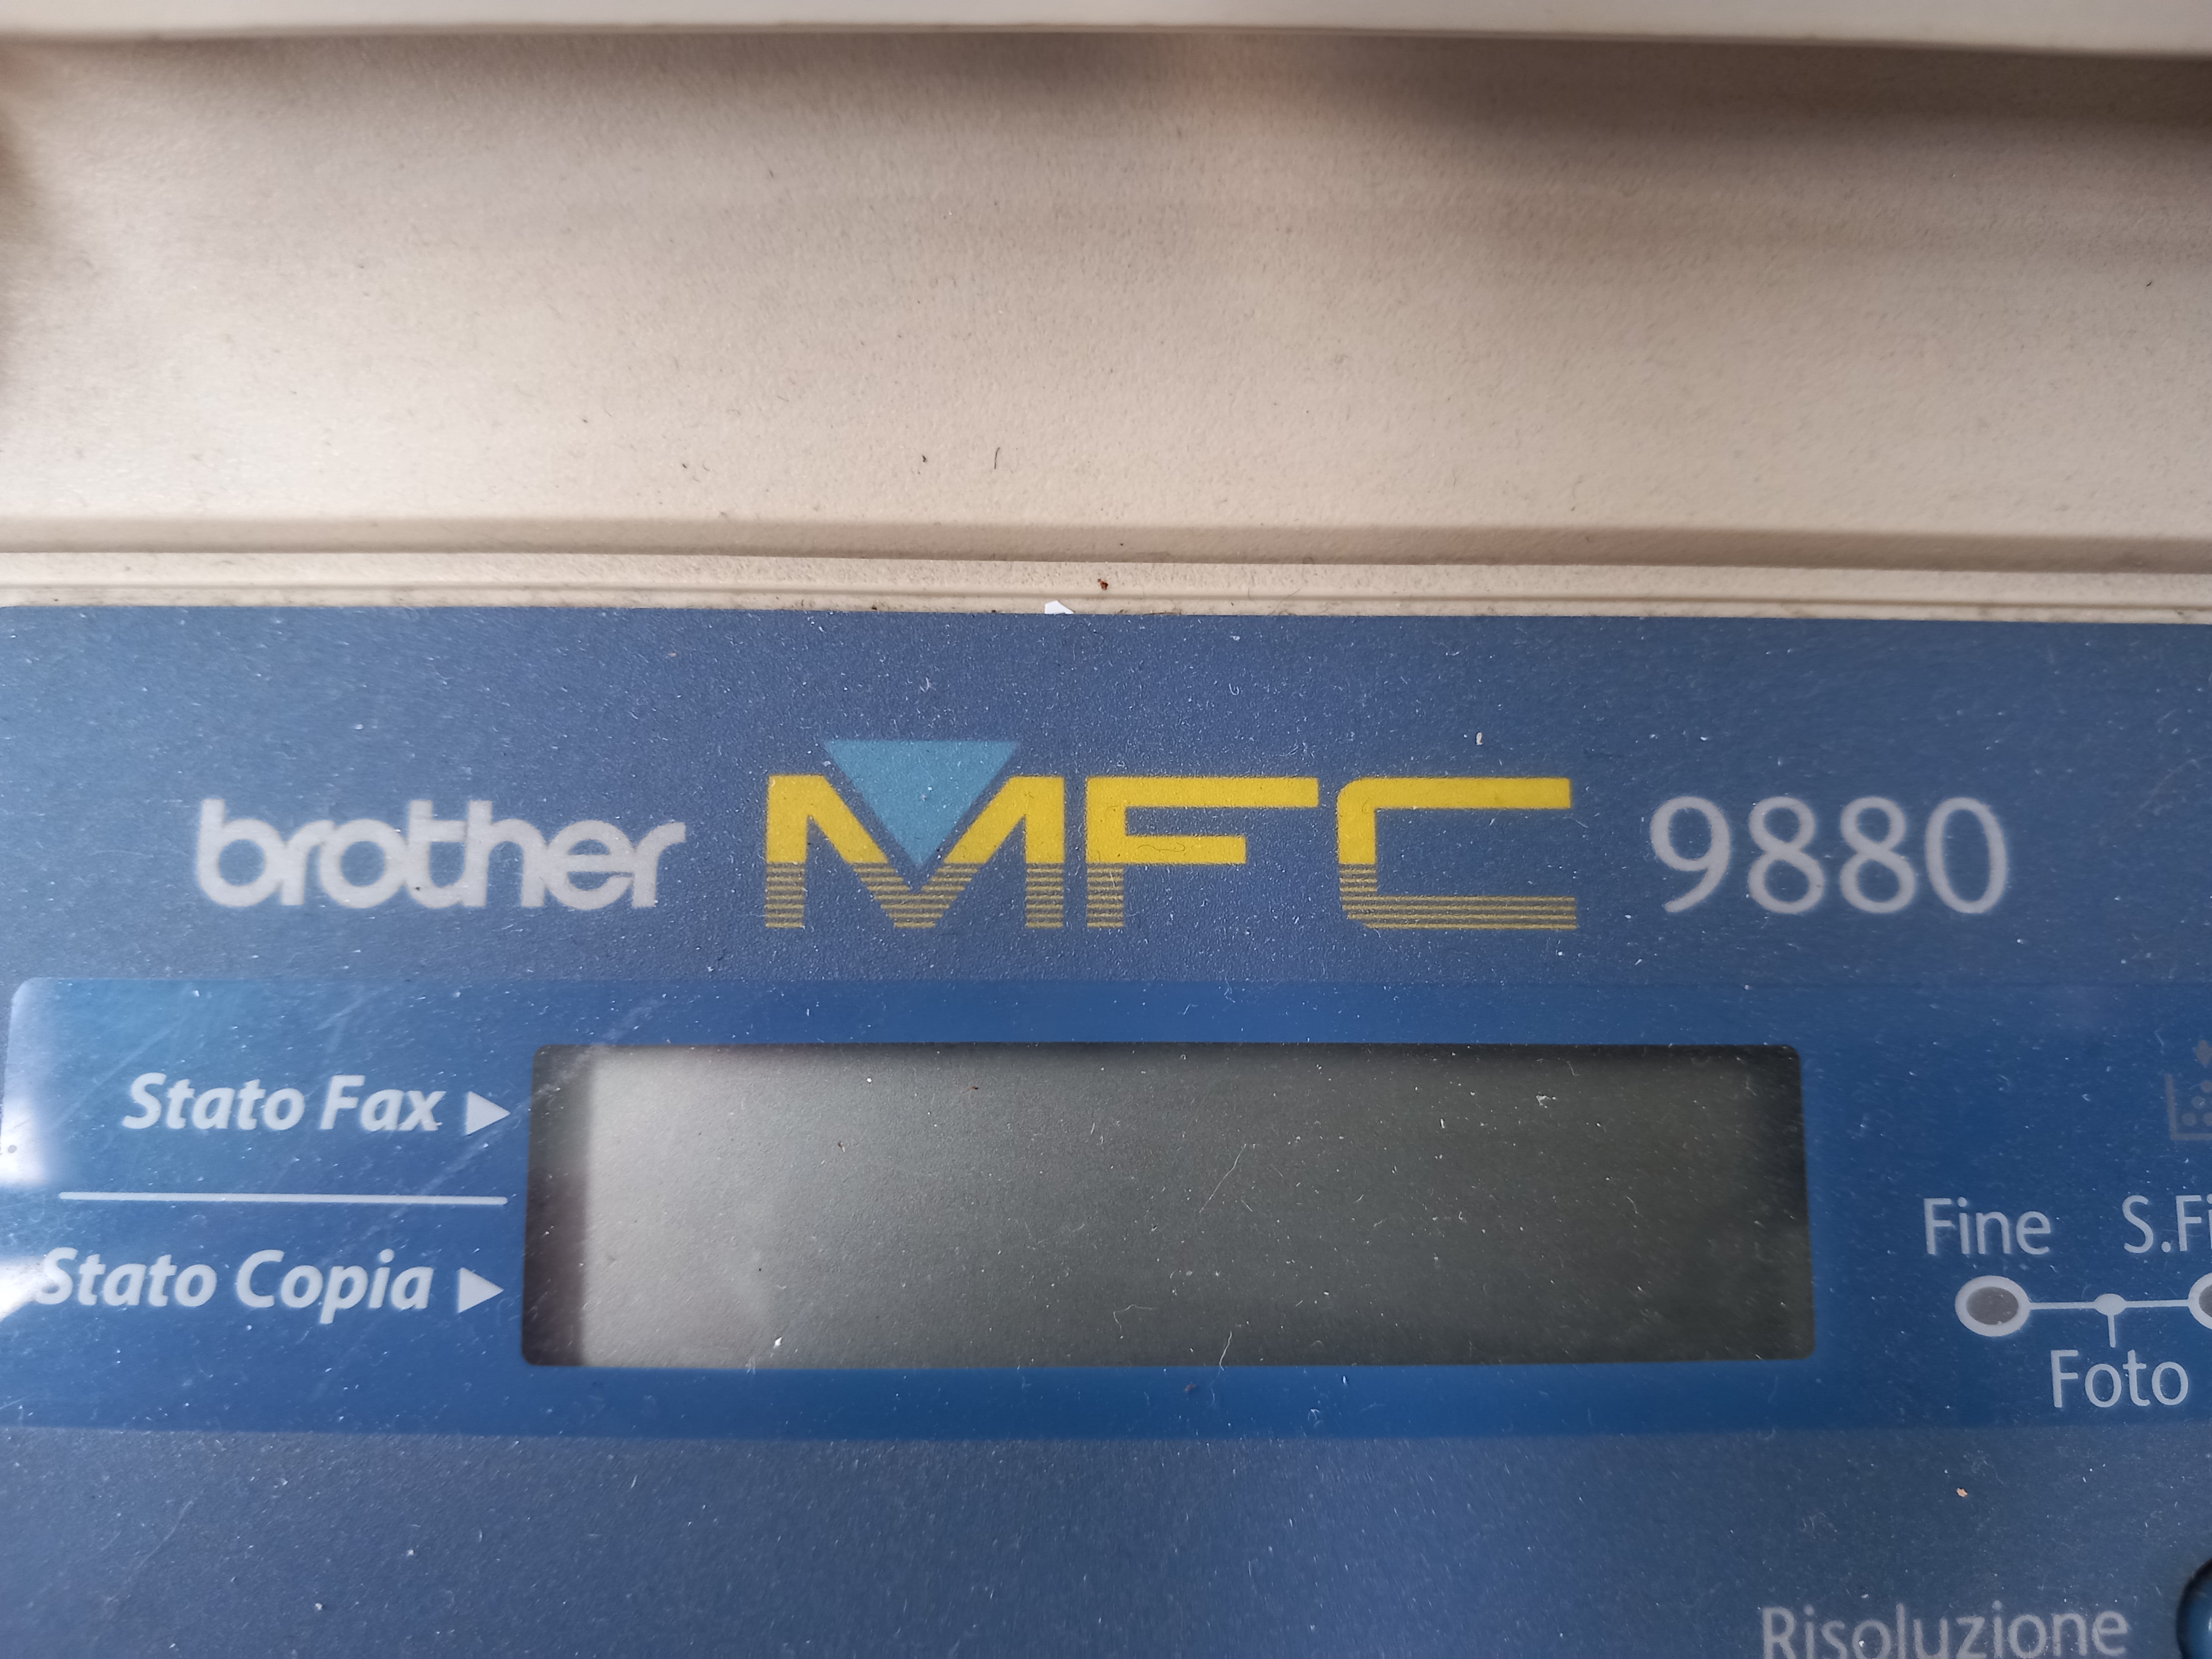 brother MFC 9880
Stato Fax
Stato Copia
Fine
Foto
Risoluzione